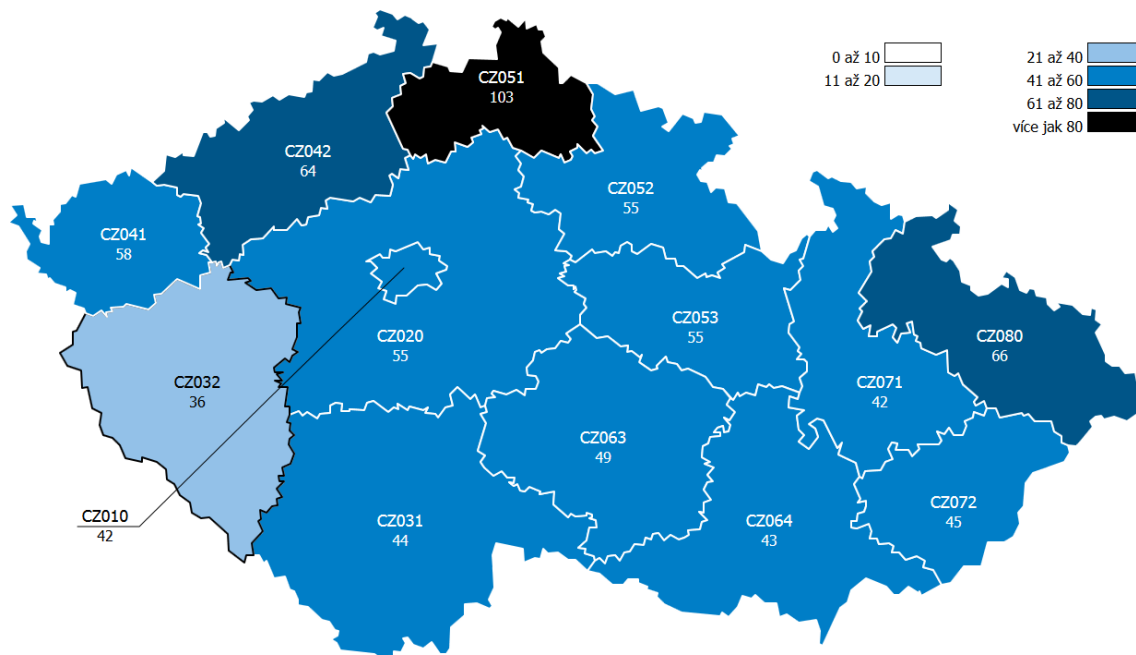 0 až 10
11 až 20
21 až 40
41 až 60
61 až 80
více jak 80
CZ051
103
CZ042
64
CZ052
55
CZ041
58
CZ053
55
CZ020
55
CZ080
66
CZ032
36
CZ071
42
CZ063
49
CZ072
45
CZ010
42
CZ031
44
CZ064
43